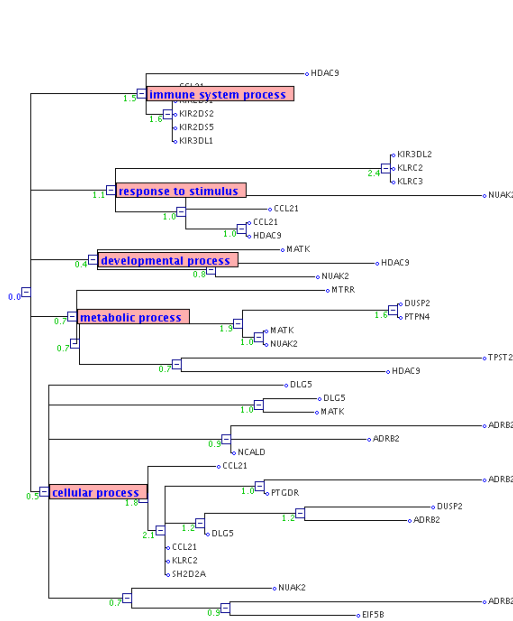 HDAC9
CCL21
immune system process
1.5
KIR2DS2
1.6
KIR2DS5
KIR3DL1
KIR3DL2
KLRC2
2.4
KLRC3
response to stimulus
1.1
NUAK2
CCL21
1.0
CCL21
1.0
HDAC9
MATK
developmental process
0.4
HDAC9
0.8
NUAK2
MTRR
0.0
DUSP2
metabolic process
0.7
1.6
PTPN4
1.9
MATK
1.0
NUAK2
0.7
TPST2
0.7
HDAC9
DLG5
DLG5
1.0
MATK
ADRB2
0.9
ADRB2
NCALD
CCL21
ADRB2
cellular process
0.5
1.0
PTGDR
1.8
DUSP2
1.2
ADRB2
1.2
2.1
DLG5
CCL21
KLRC2
SH2D2A
NUAK2
0.7
ADRB2
0.9
EIF5B